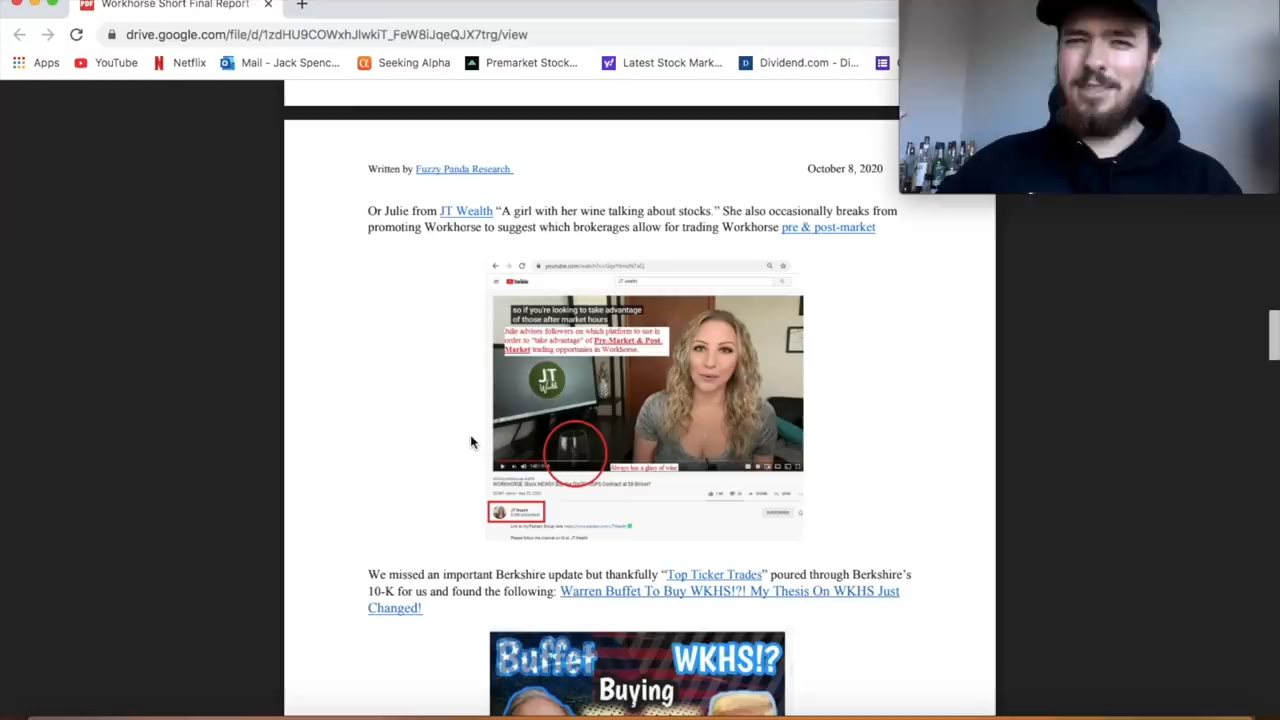 Workhorse Short Final Report
drive.google.com/file/d/1zdHU9COWxhJlwkiT_FeW8iJqeQJX7trg/view
Apps YouTube Netflix Mail - Jack Spenc... Seeking Alpha Premarket Stock... Latest Stock Mark... Dividend.com - Di...
Written by Fuzzy Panda Research October 8, 2020
Or Julie from JT Wealth “A girl with her wine talking about stocks.” She also occasionally breaks from
promoting Workhorse to suggest which brokerages allow for trading Workhorse pre & post-market
YouTube
so if you're looking to take advantage
of those after market hours
Julie advises followers on which platform to use in
order to "take advantage" of Pre-Market & Post
Market trading opportunies in Workhorse.
JT
Wealth
Always has a glass of wine
JT Wealth
We missed an important Berkshire update but thankfully “Top Ticker Trades” poured through Berkshire’s
10-K for us and found the following: Warren Buffet To Buy WKHS!?! My Thesis On WKHS Just
Changed!
Buffet WKHS!?
Buying